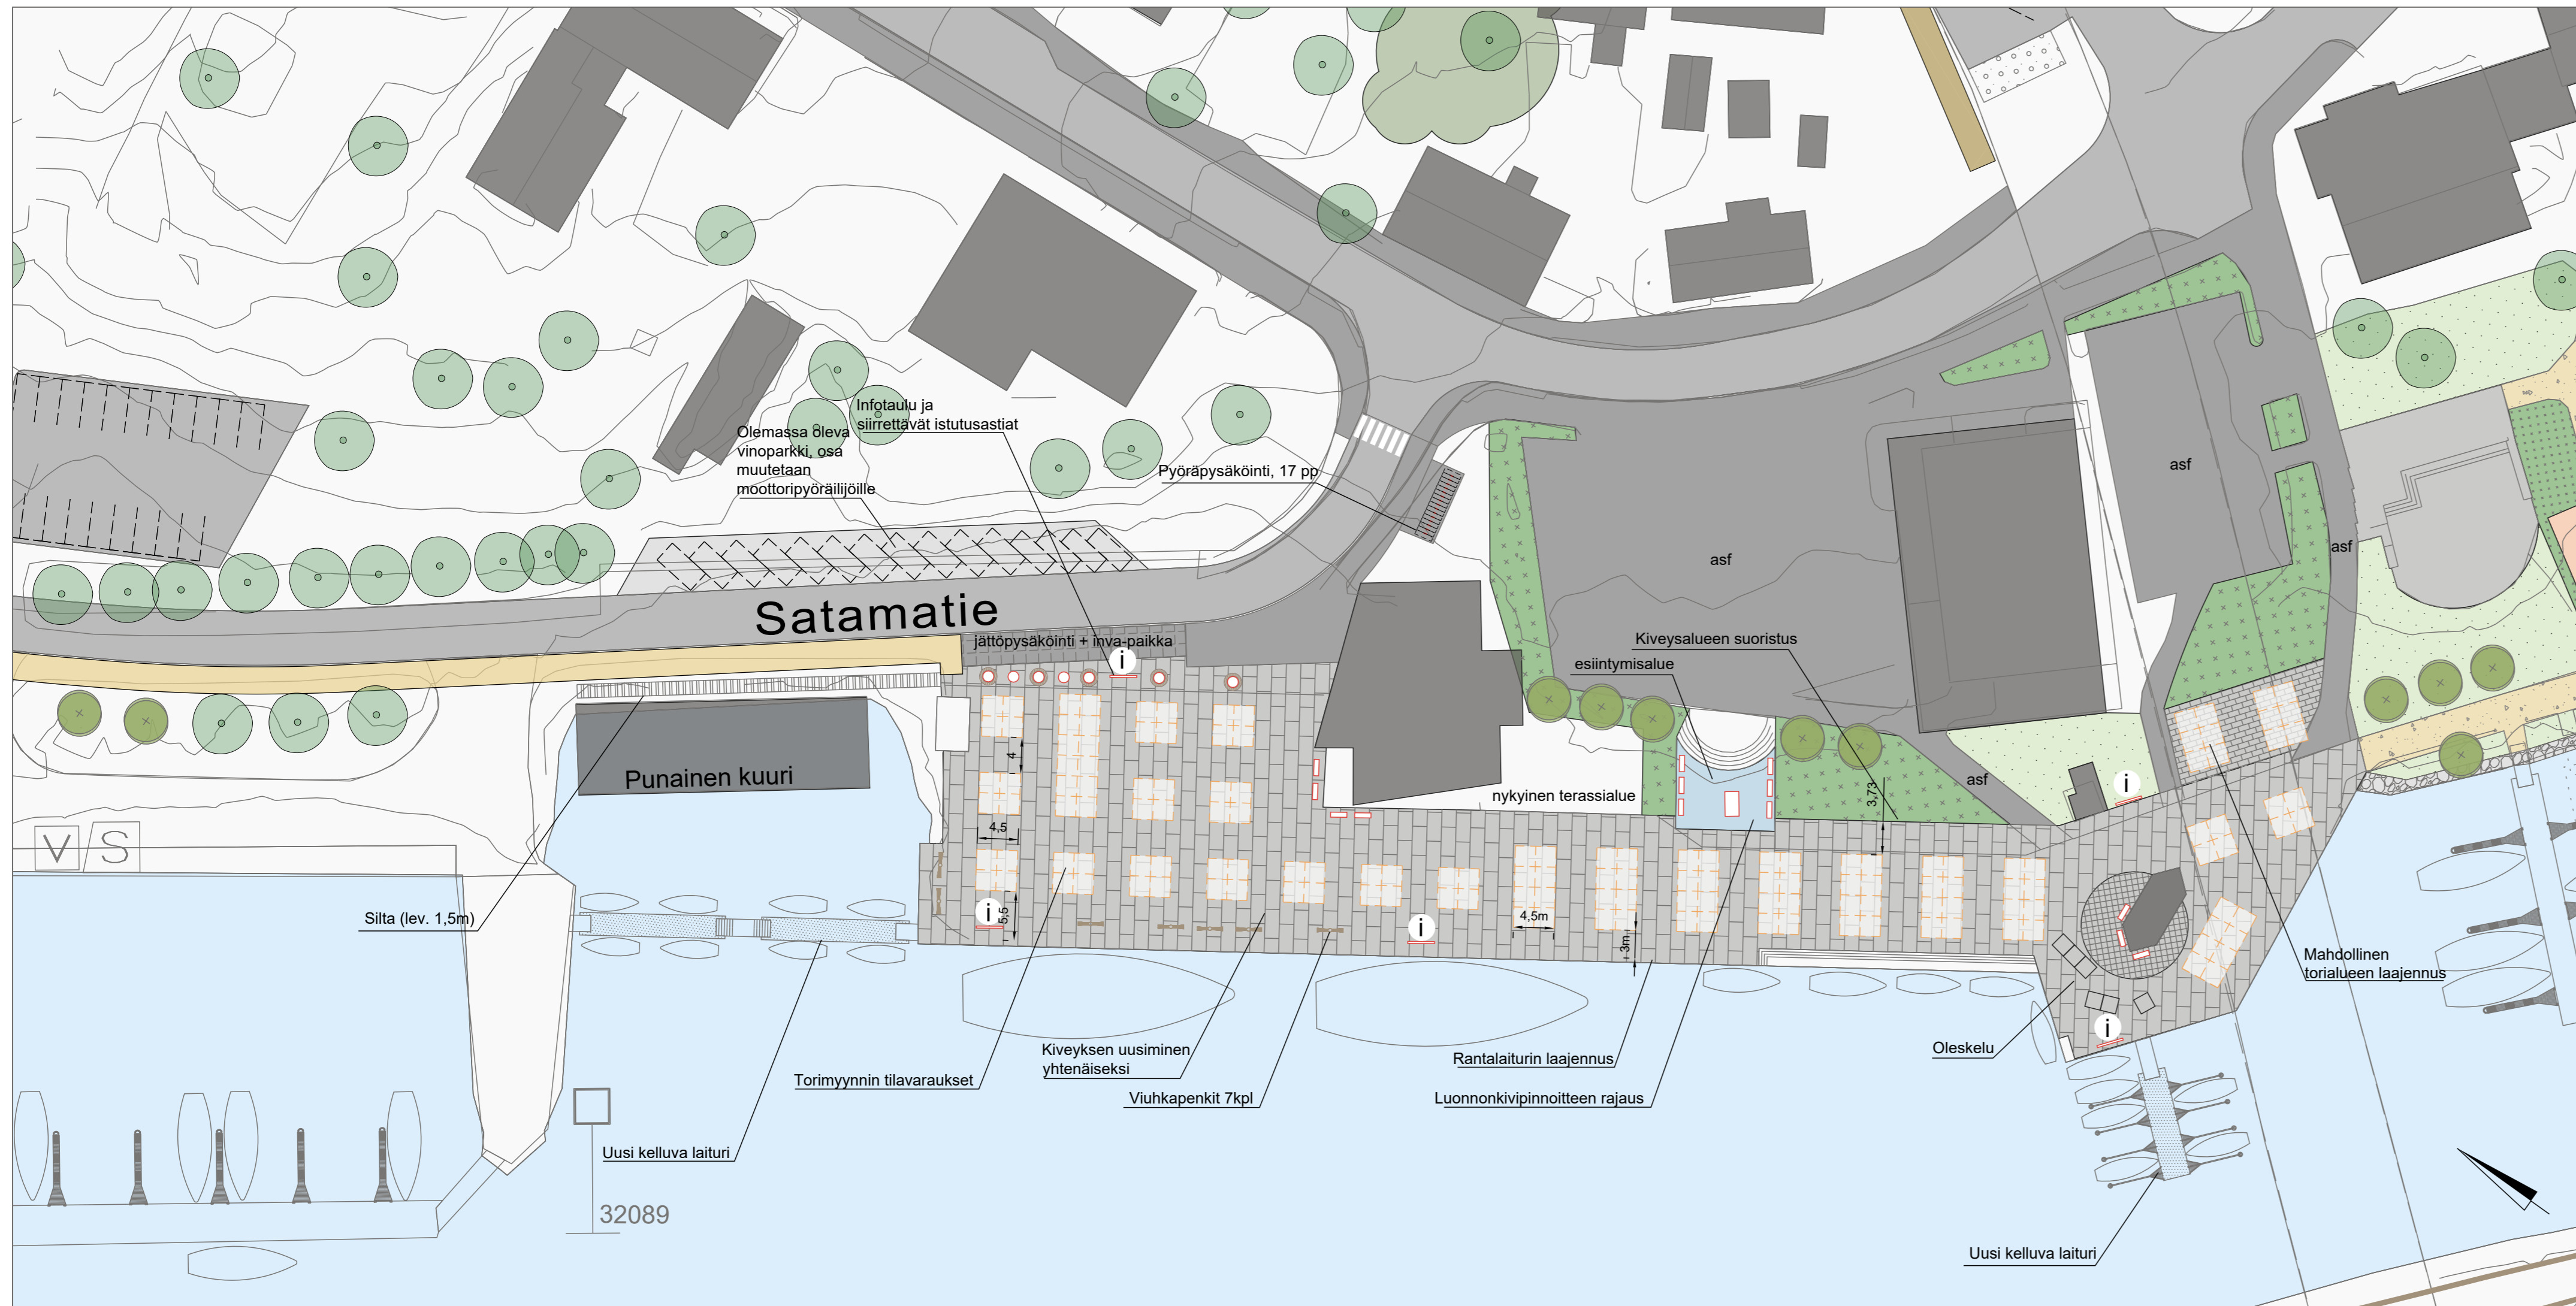 Infotaulu ja
siirrettävät istutusastiat
Olemassa oleva
vinoparkki, osa
muutetaan
moottoripyöräilijöille
Pyöräpysäköinti, 17 pp
asf
asf
asf
asf
Satamatie
jättöpysäköinti + inva-paikka
i
Kiveysalueen suoristus
esiintymisalue
Punainen kuuri
4
nykyinen terassialue
3,73
i
4,5
V/S
Silta (lev. 1,5m)
i
5,5
i
4,5m
3m
Mahdollinen
torialueen laajennus
i
Oleskelu
Kiveyksen uusiminen
yhtenäiseksi
Rantalaiturin laajennus
Torimyynnin tilavaraukset
Viuhkapenkit 7kpl
Luonnonkivipinnoitteen rajaus
Uusi kelluva laituri
32089
Uusi kelluva laituri